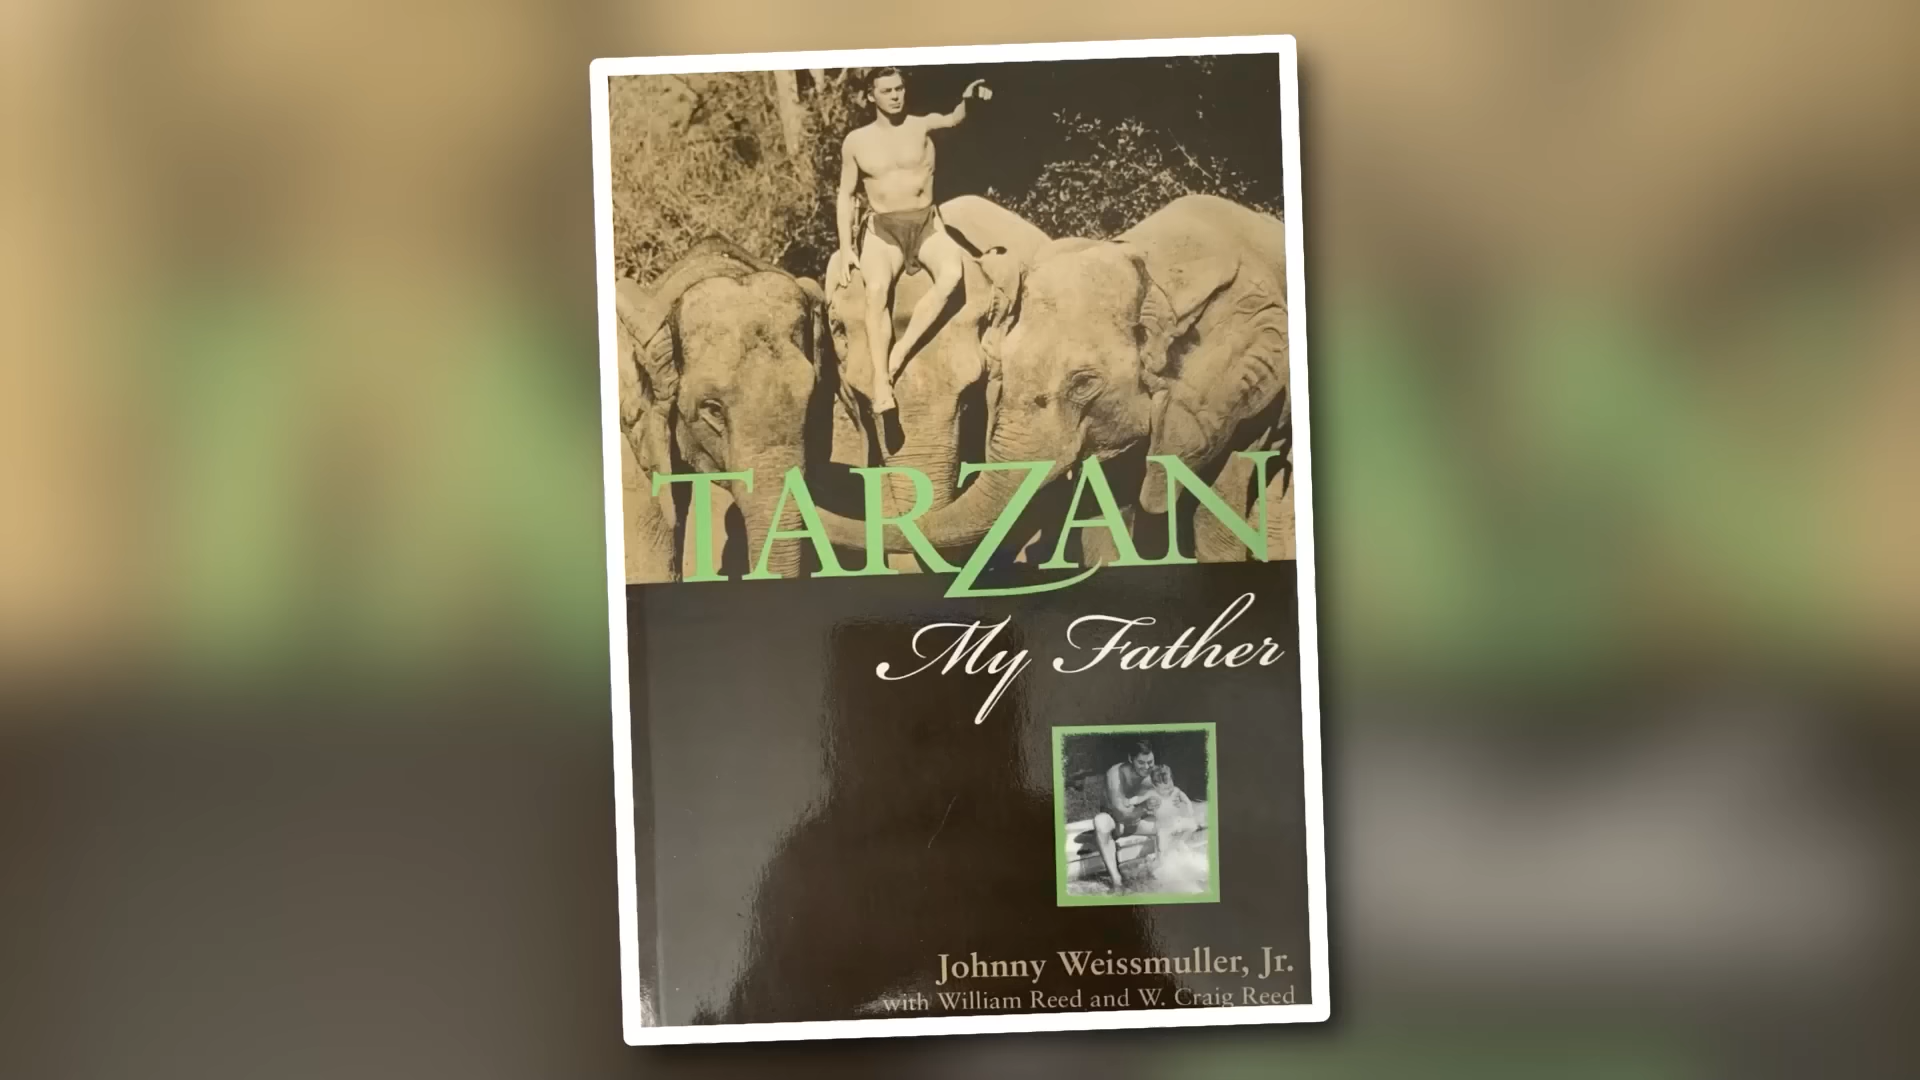 TARZAN
My Father
Johnny Weissmuller, Jr.
with William Reed and W. Craig Reed